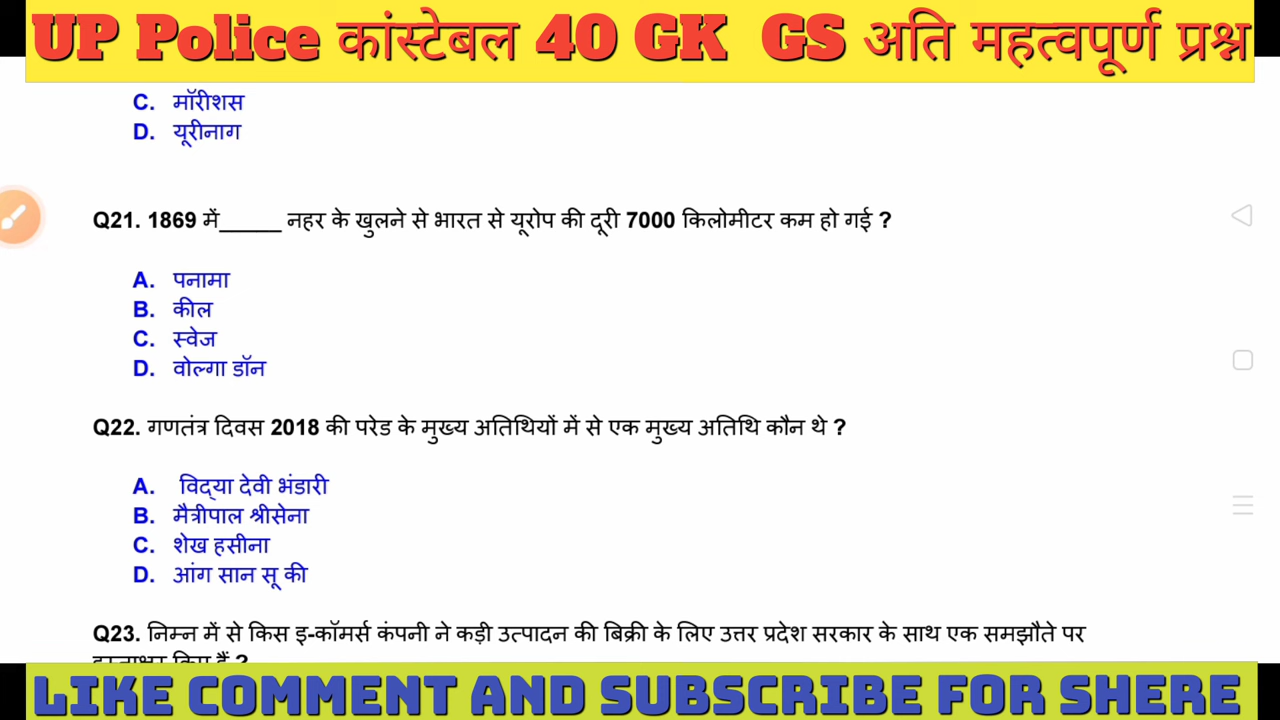 UP Police कांस्टेबल 40 GK GS अति महत्वपूर्ण प्रश्न
C. मॉरीशस
D. यूरीनाग
Q21. 1869 में_____ नहर के खुलने से भारत से यूरोप की दूरी 7000 किलोमीटर कम हो गई ?
A. पनामा
B. कील
C. स्वेज
D. वोल्गा डॉन
Q22. गणतंत्र दिवस 2018 की परेड के मुख्य अतिथियों में से एक मुख्य अतिथि कौन थे ?
A. विद्या देवी भंडारी
B. मैत्रीपाल श्रीसेना
C. शेख हसीना
D. आंग सान सू की
Q23. निम्न में से किस इ-कॉमर्स कंपनी ने कड़ी उत्पादन की बिक्री के लिए उत्तर प्रदेश सरकार के साथ एक समझौते पर
LIKE COMMENT AND SUBSCRIBE FOR SHERE